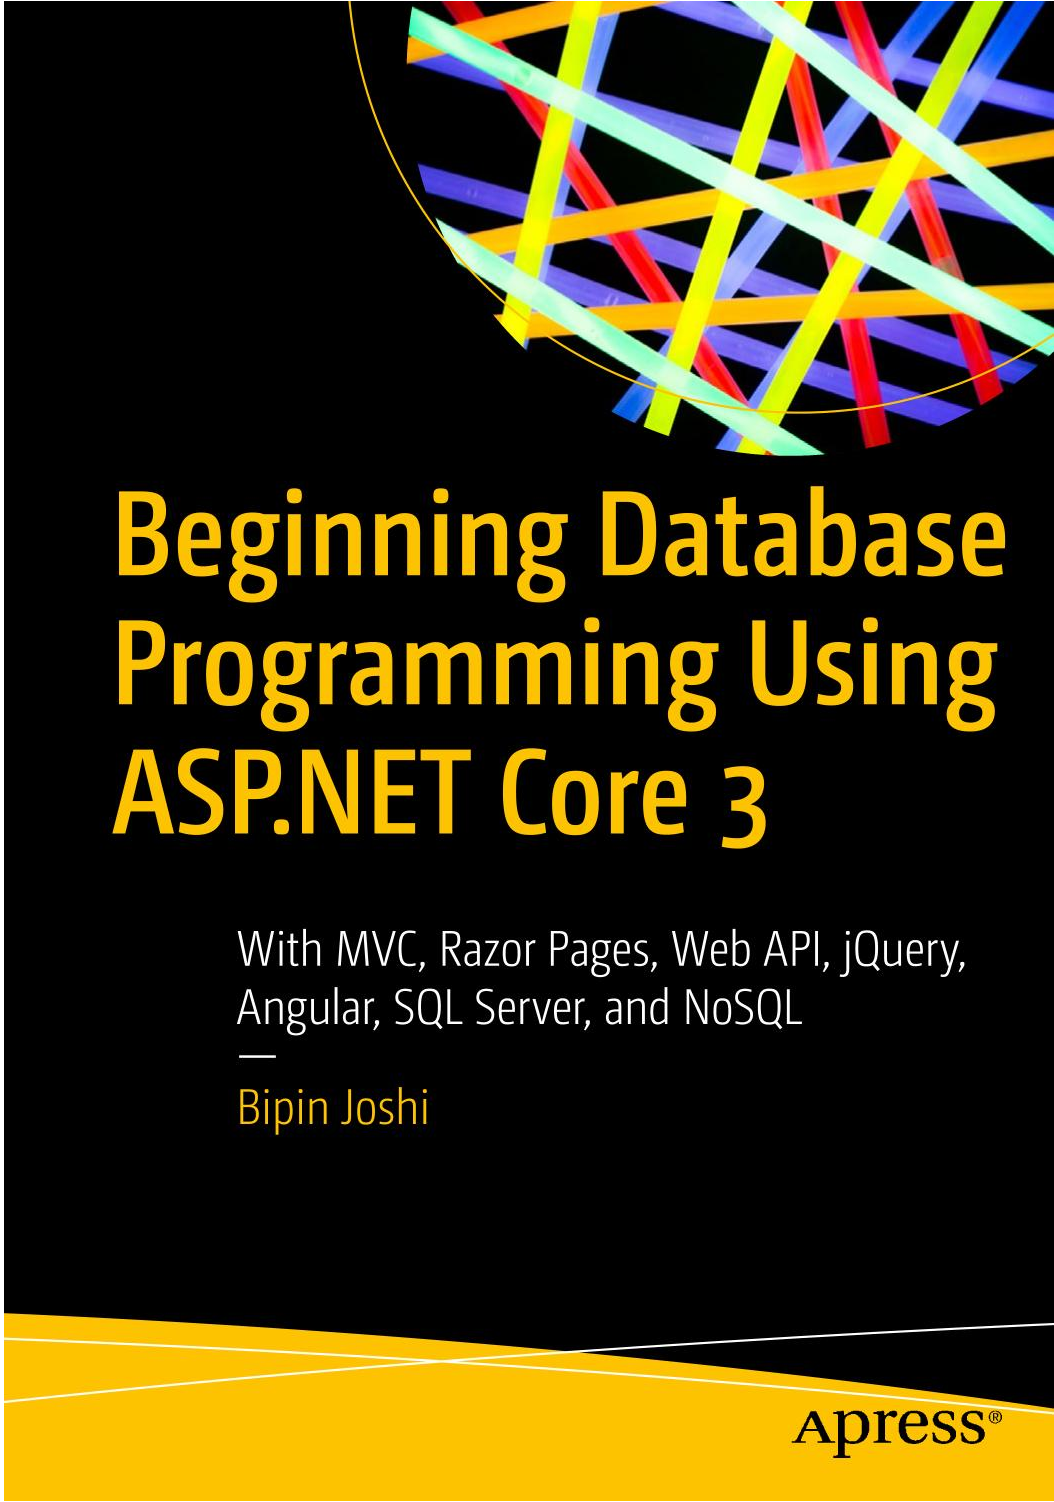 Beginning Database
Programming Using
ASP.NET Core 3
With MVC, Razor Pages, Web API, jQuery,
Angular, SQL Server, and NoSQL
—
Bipin Joshi
Apress®